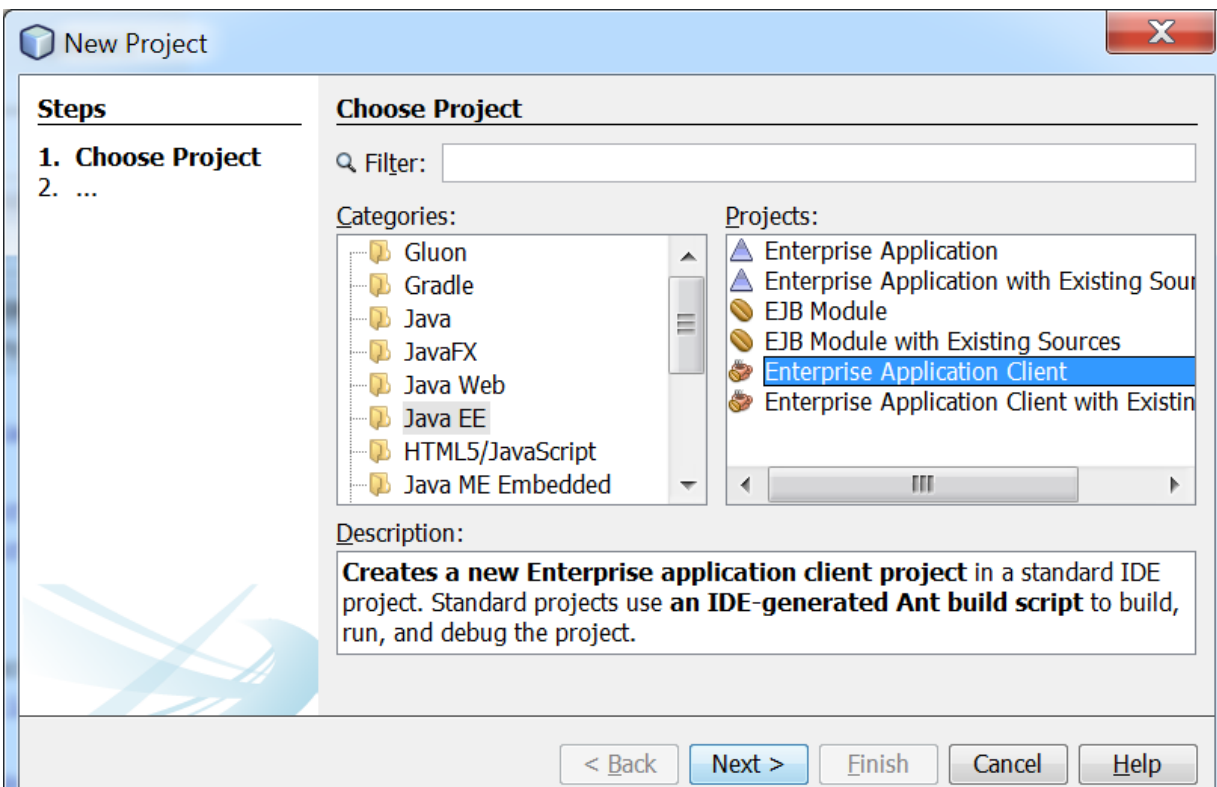 New Project
Steps
1. Choose Project
2. ...
Choose Project
Filter:
Categories:
Gluon
Gradle
Java
JavaFX
Java Web
Java EE
HTML5/JavaScript
Java ME Embedded
Projects:
Enterprise Application
Enterprise Application with Existing Sour
EJB Module
EJB Module with Existing Sources
Enterprise Application Client
Enterprise Application Client with Existin
Description:
Creates a new Enterprise application client project in a standard IDE
project. Standard projects use an IDE-generated Ant build script to build,
run, and debug the project.
< Back
Next >
Finish
Cancel
Help